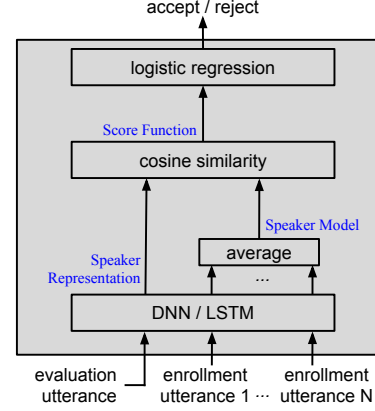 accept / reject
logistic regression
Score Function
cosine similarity
Speaker Model
Speaker
Representation
average
...
DNN / LSTM
evaluation
utterance
enrollment
utterance 1
...
enrollment
utterance N